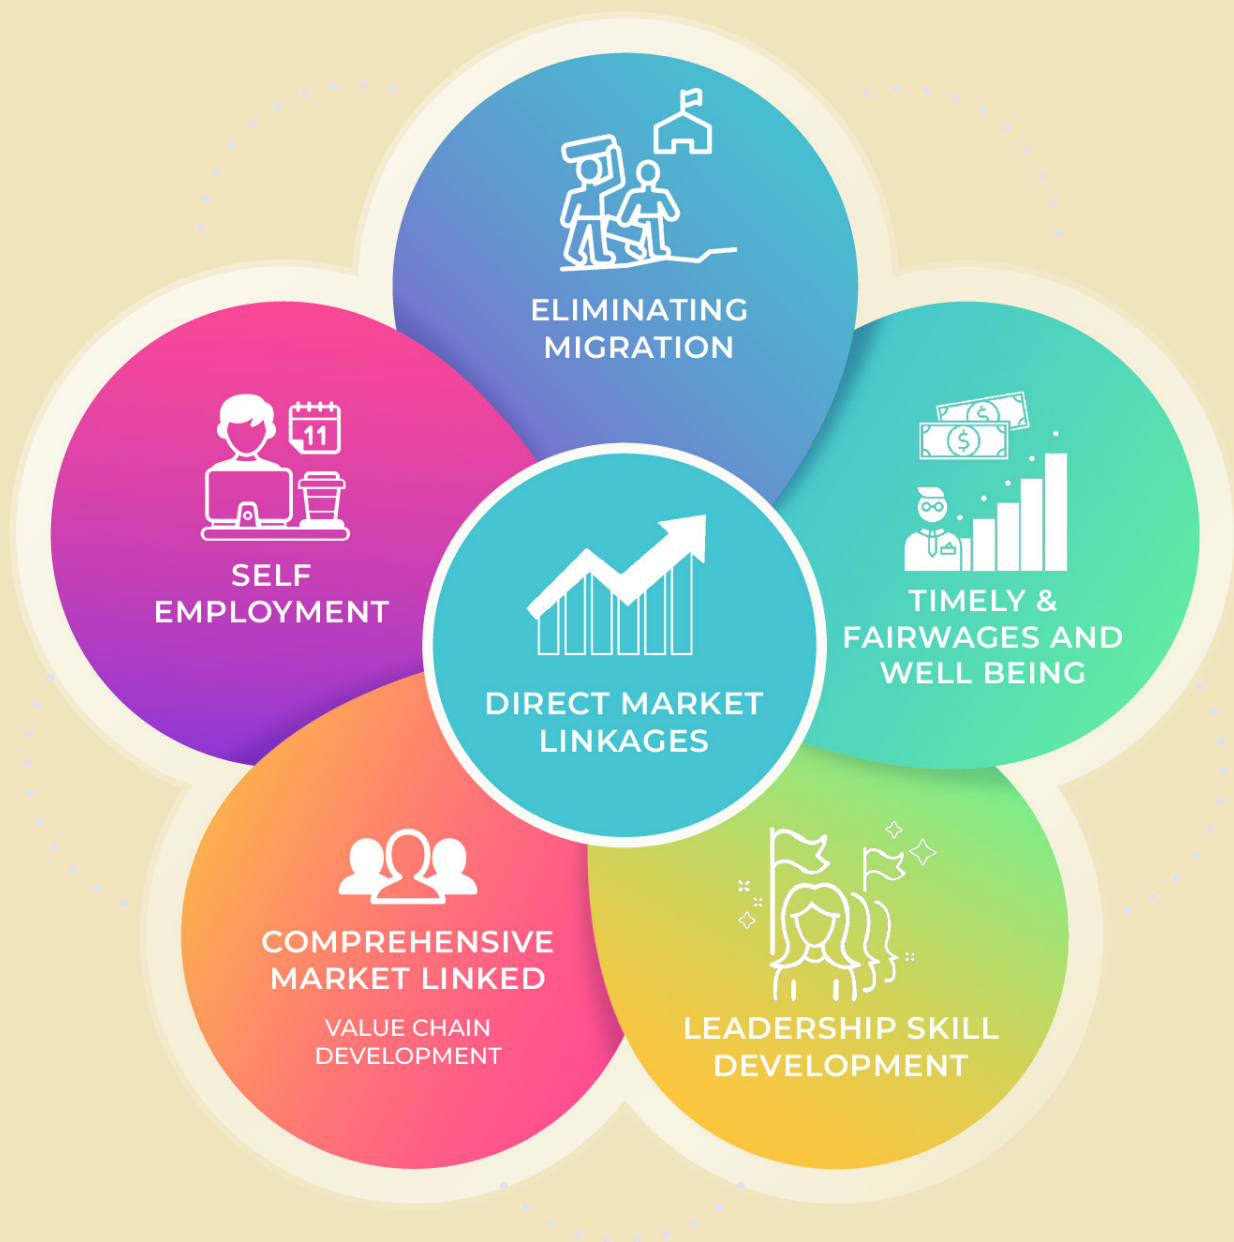 ELIMINATING
MIGRATION
11
SELF
EMPLOYMENT
$
$
TIMELY &
FAIRWAGES AND
WELL BEING
DIRECT MARKET
LINKAGES
COMPREHENSIVE
MARKET LINKED
VALUE CHAIN
DEVELOPMENT
LEADERSHIP SKILL
DEVELOPMENT